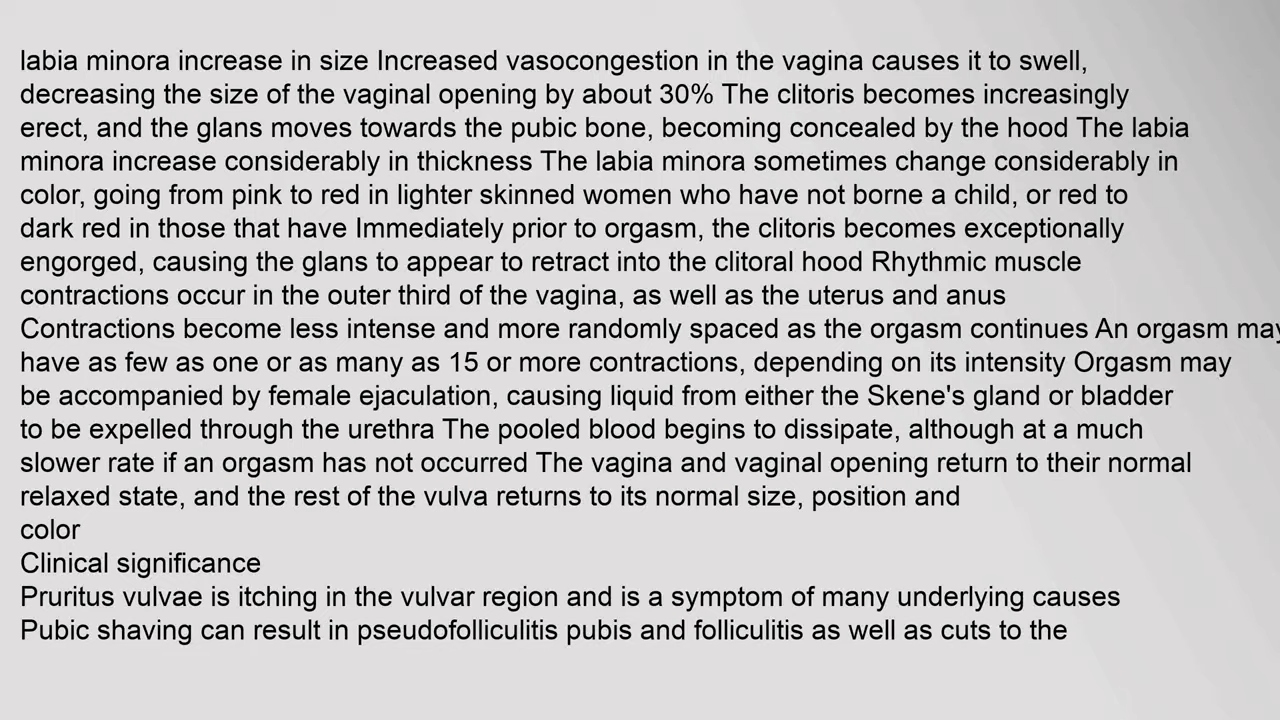 labia minora increase in size Increased vasocongestion in the vagina causes it to swell,
decreasing the size of the vaginal opening by about 30% The clitoris becomes increasingly
erect, and the glans moves towards the pubic bone, becoming concealed by the hood The labia
minora increase considerably in thickness The labia minora sometimes change considerably in
color, going from pink to red in lighter skinned women who have not borne a child, or red to
dark red in those that have Immediately prior to orgasm, the clitoris becomes exceptionally
engorged, causing the glans to appear to retract into the clitoral hood Rhythmic muscle
contractions occur in the outer third of the vagina, as well as the uterus and anus
Contractions become less intense and more randomly spaced as the orgasm continues An orgasm may
have as few as one or as many as 15 or more contractions, depending on its intensity Orgasm may
be accompanied by female ejaculation, causing liquid from either the Skene's gland or bladder
to be expelled through the urethra The pooled blood begins to dissipate, although at a much
slower rate if an orgasm has not occurred The vagina and vaginal opening return to their normal
relaxed state, and the rest of the vulva returns to its normal size, position and
color
Clinical significance
Pruritus vulvae is itching in the vulvar region and is a symptom of many underlying causes
Pubic shaving can result in pseudofolliculitis pubis and folliculitis as well as cuts to the